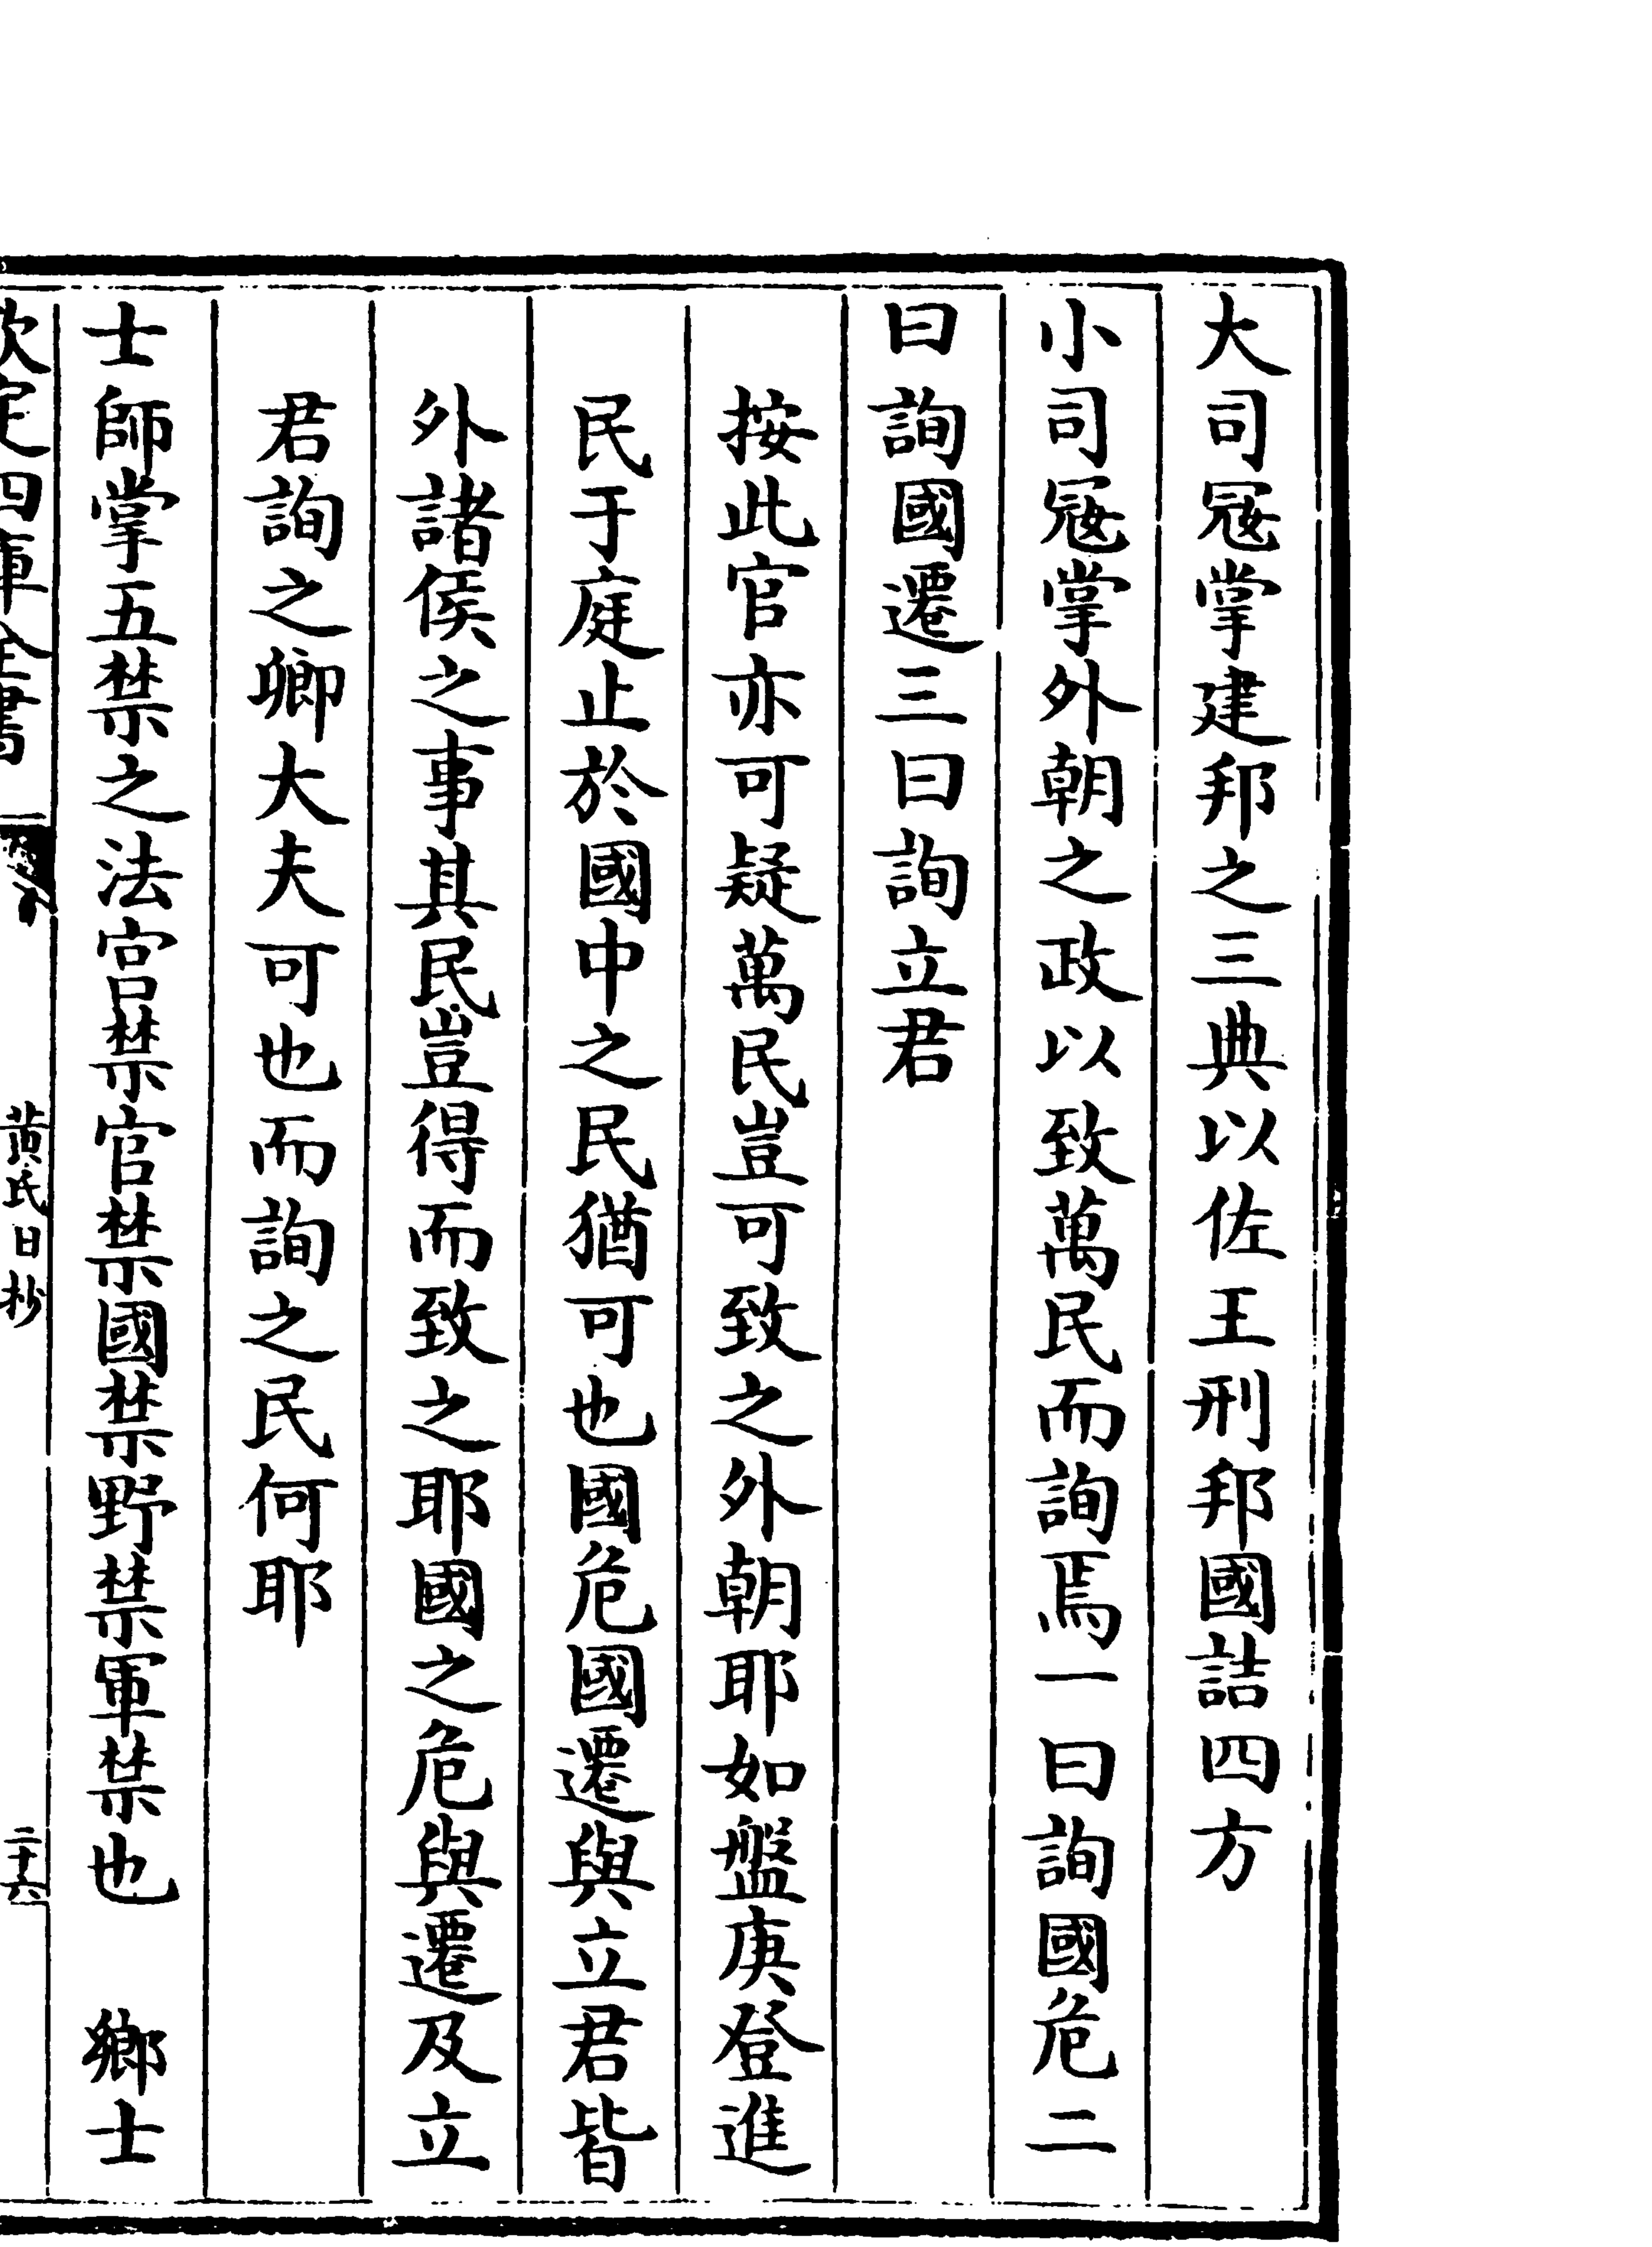 大司冦掌建邦之三典以佐王刑邦國詰四方
小司冦掌外朝之政以致萬民而詢焉一曰詢國危二
曰詢國遷三曰詢立君
按此官亦可疑萬民豈可致之外朝耶如盤庚登進
民于庭止於國中之民猶可也國危國遷與立君皆
外諸侯之事其民豈得而致之耶國之危與遷及立
君詢之卿大夫可也而詢之民何耶
士師掌五禁之法宫禁官禁國禁野禁軍禁也　鄉士
欽定四庫全書
黄氏日抄
二十六